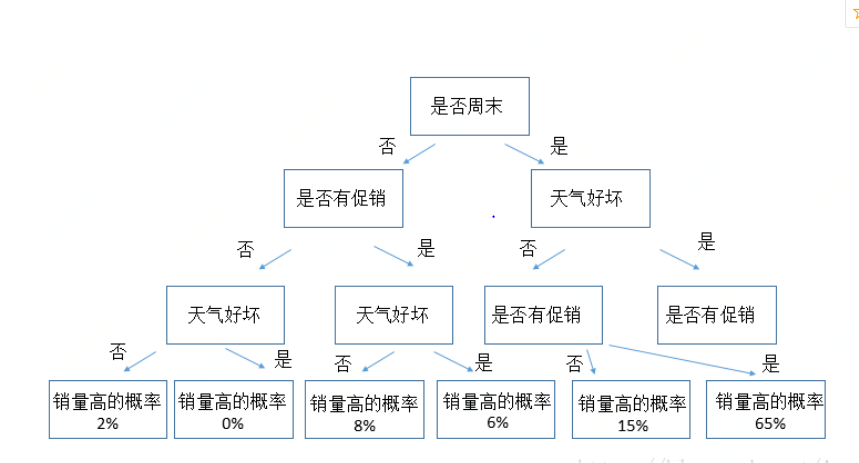 是否周末
否
是
是否有促销
天气好坏
否
是
否
是
天气好坏
天气好坏
是否有促销
是否有促销
否
是
否
是
否
是
销量高的概率
2%
销量高的概率
0%
销量高的概率
8%
销量高的概率
6%
销量高的概率
15%
销量高的概率
65%